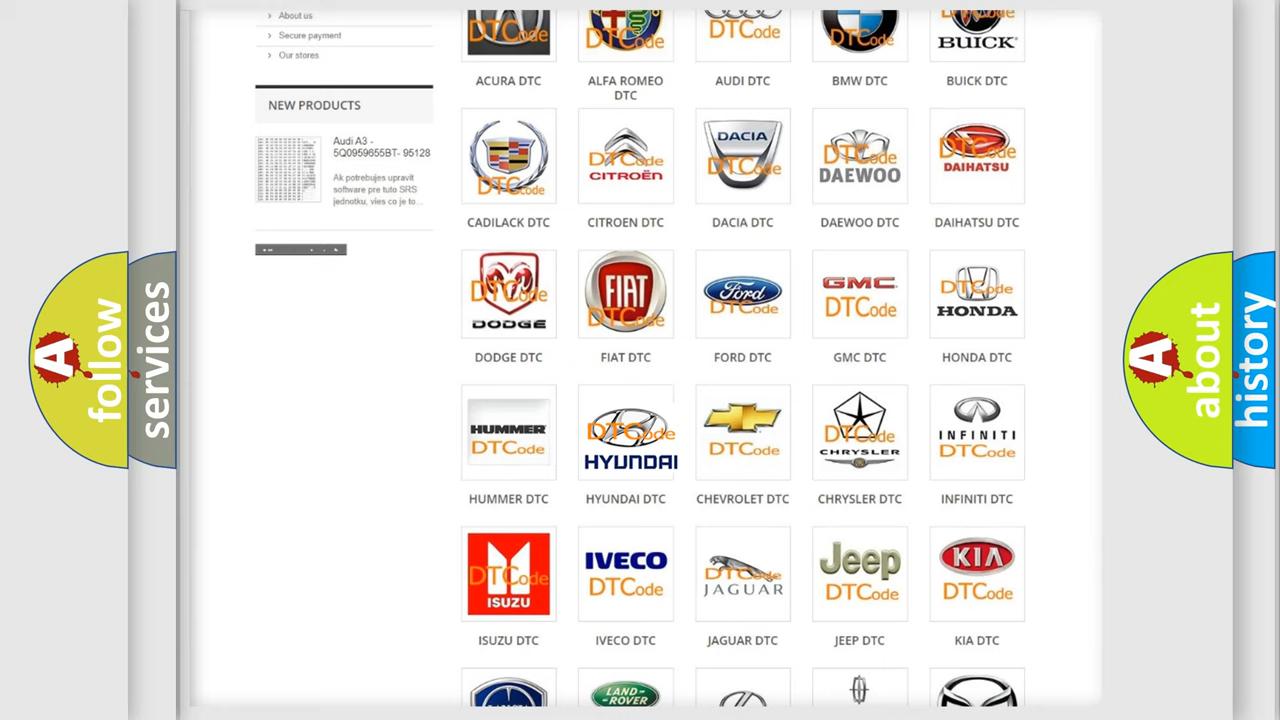 About us
Secure payment
Our stores
NEW PRODUCTS
Audi A3 -
5Q0959655BT- 95128
Ak potrebujes upravit
software pre tuto SRS
jednotku, vies co je to...
DTCode DTCode DTCode DTCode BUICK
ACURA DTC
ALFA ROMEO
DTC
AUDI DTC
BMW DTC
BUICK DTC
DTCode
DTCode
CITROËN
DACIA
DTCode
DTCode
DAEWOO
DTCode
DAIHATSU
CADILACK DTC
CITROEN DTC
DACIA DTC
DAEWOO DTC
DAIHATSU DTC
DTCode
DODGE
FIAT
DTCode
Ford
DTCode
GMC
DTCode
DTCode
HONDA
DODGE DTC
FIAT DTC
FORD DTC
GMC DTC
HONDA DTC
HUMMER
DTCode
DTCode
HYUNDAI
DTCode
DTCode
CHRYSLER
INFINITI
DTCode
HUMMER DTC
HYUNDAI DTC
CHEVROLET DTC
CHRYSLER DTC
INFINITI DTC
DTCode
ISUZU
IVECO
DTCode
DTCode
JAGUAR
Jeep
DTCode
KIA
DTCode
ISUZU DTC
IVECO DTC
JAGUAR DTC
JEEP DTC
KIA DTC
LAND-
ROVER
A
follow
services
A
about
history